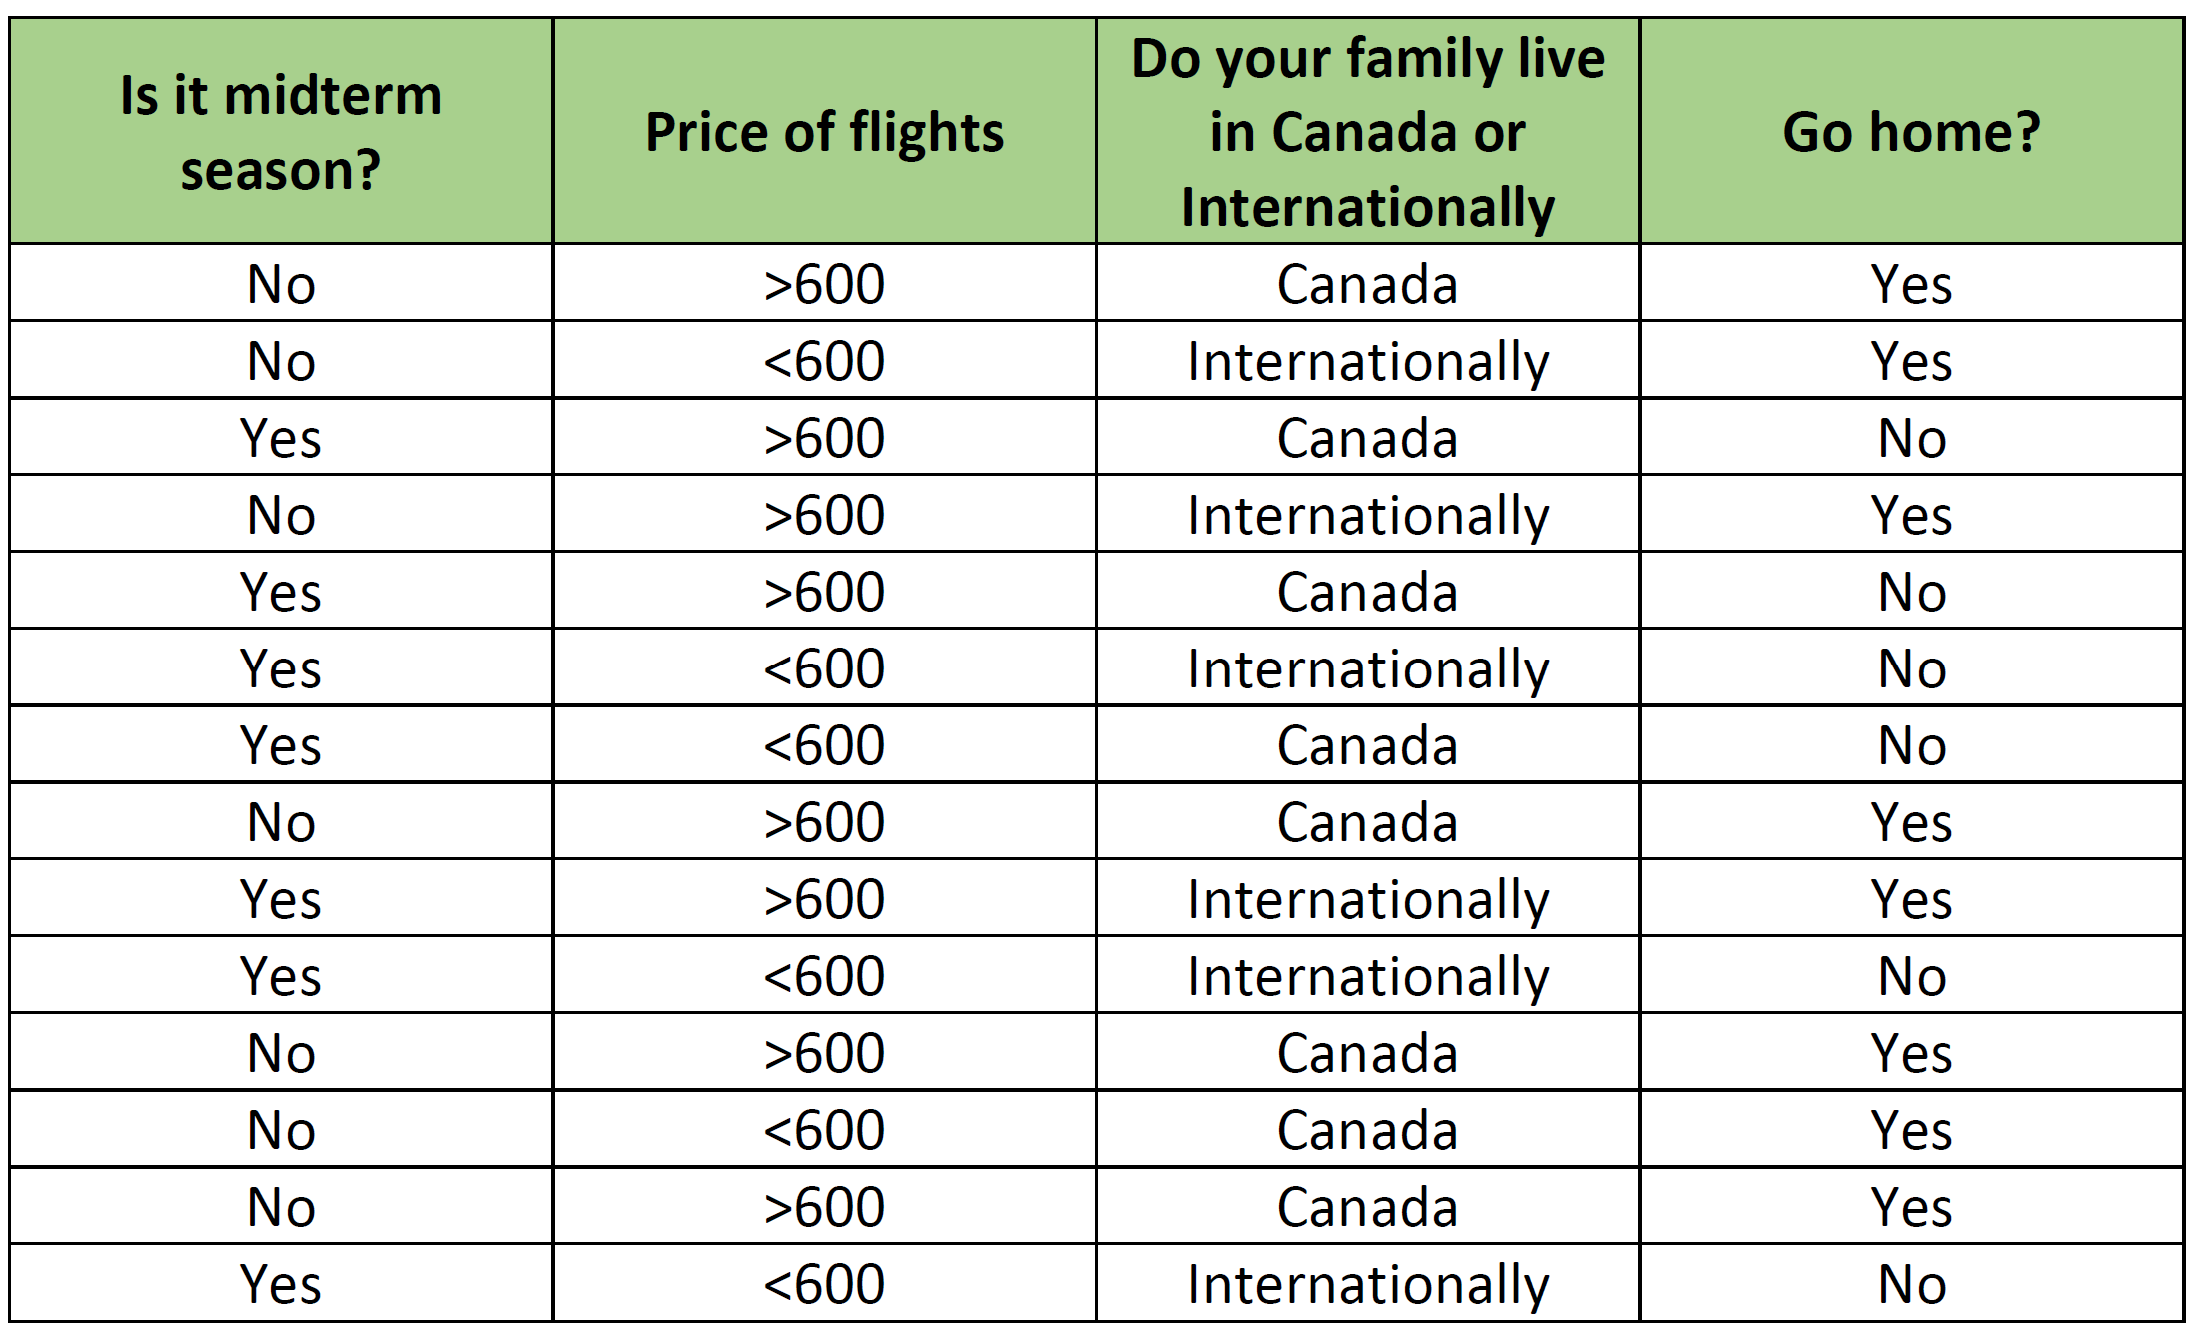 Is it midterm season? Price of flights Do your family live in Canada or Internationally Go home?
No >600 Canada Yes
No <600 Internationally Yes
Yes >600 Canada No
No >600 Internationally Yes
Yes >600 Canada No
Yes <600 Internationally No
Yes <600 Canada No
No >600 Canada Yes
Yes >600 Internationally Yes
Yes <600 Internationally No
No >600 Canada Yes
No <600 Canada Yes
No >600 Canada Yes
Yes <600 Internationally No